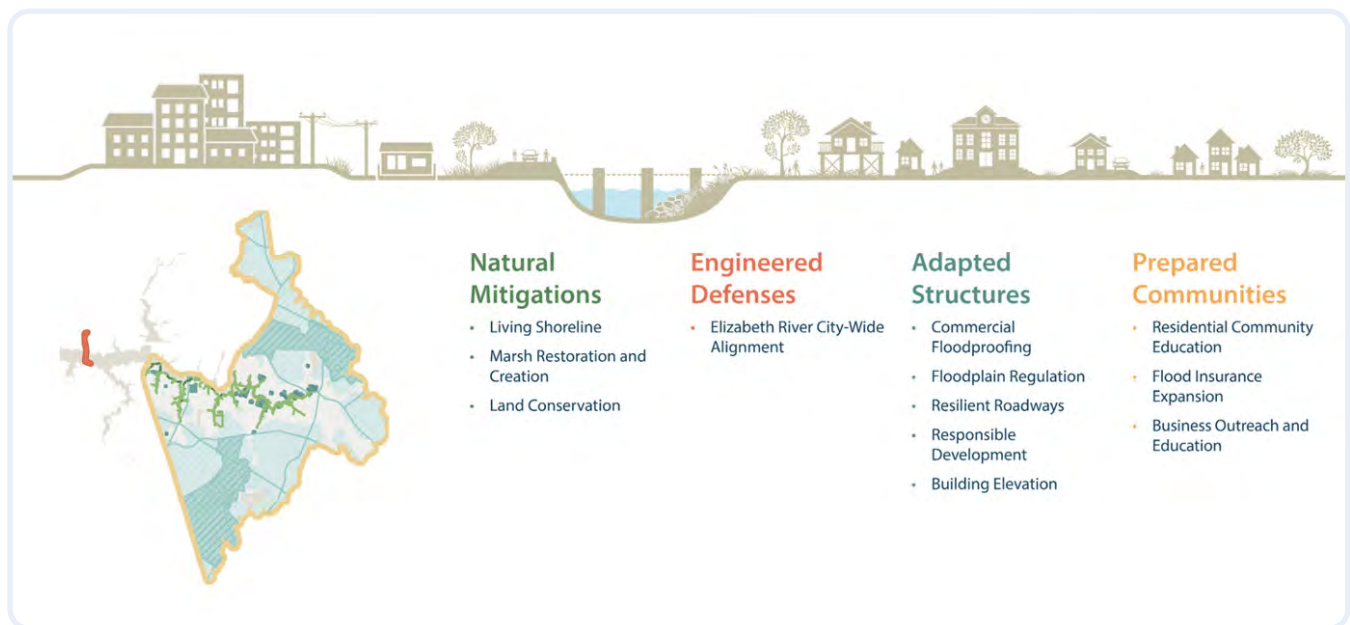 Natural
Mitigations
• Living Shoreline
• Marsh Restoration and
Creation
• Land Conservation
Engineered
Defenses
• Elizabeth River City-Wide
Alignment
Adapted
Structures
• Commercial
Floodproofing
• Floodplain Regulation
• Resilient Roadways
• Responsible
Development
• Building Elevation
Prepared
Communities
• Residential Community
Education
• Flood Insurance
Expansion
• Business Outreach and
Education